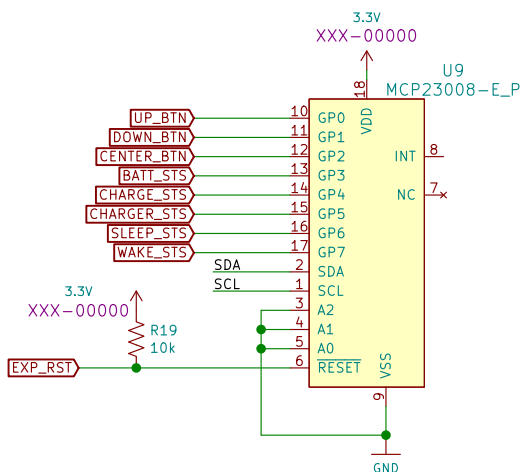 3.3V
XXX-00000
U9
MCP23008-E_P
18
VDD
UP_BTN 10 GP0
DOWN_BTN 11 GP1
CENTER_BTN 12 GP2 INT 8
BATT_STS 13 GP3
CHARGE_STS 14 GP4 NC 7
CHARGER_STS 15 GP5
SLEEP_STS 16 GP6
WAKE_STS 17 GP7
SDA 2 SDA
SCL 1 SCL
3.3V
XXX-00000
3 A2
R19 4 A1
10k 5 A0
EXP_RST 6 RESET
VSS
9
GND